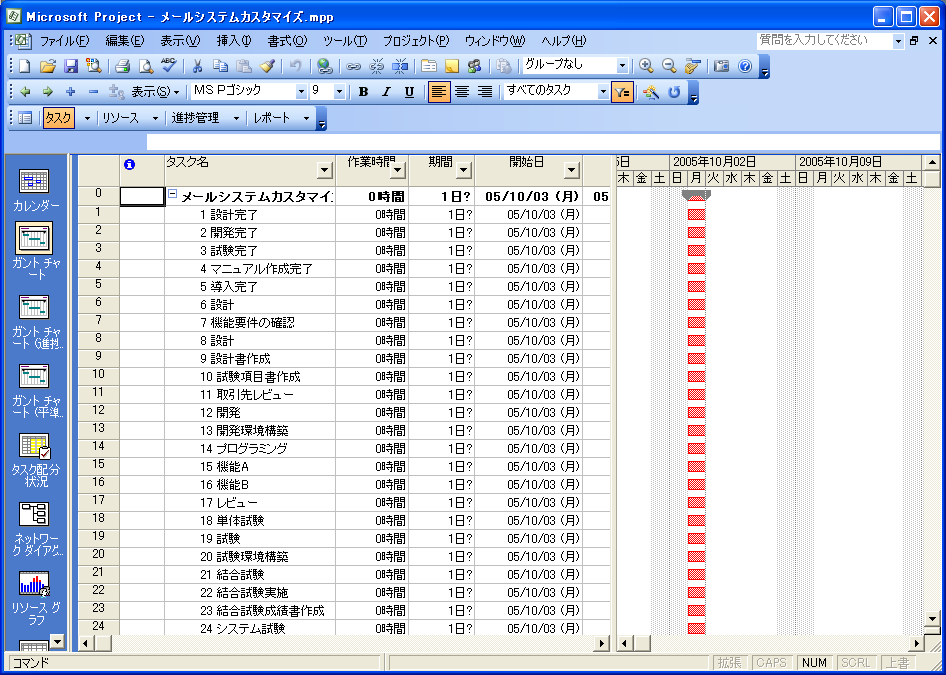 Microsoft Project - メールシステムカスタマイズ.mpp
ファイル(F) 編集(E) 表示(V) 挿入(I) 書式(O) ツール(T) プロジェクト(P) ウィンドウ(W) ヘルプ(H) 質問を入力してください
グループなし
表示(S) MS Pゴシック 9 B I U すべてのタスク
タスク リソース 進捗管理 レポート
タスク名 作業時間 期間 開始日 5日 2005年10月02日 2005年10月09日
木 金 土 日 月 火 水 木 金 土 日 月 火 水 木 金 土
0 メールシステムカスタマイ 0時間 1日? 05/10/03 (月) 05
1 1 設計完了 0時間 1日? 05/10/03 (月)
2 2 開発完了 0時間 1日? 05/10/03 (月)
3 3 試験完了 0時間 1日? 05/10/03 (月)
4 4 マニュアル作成完了 0時間 1日? 05/10/03 (月)
5 5 導入完了 0時間 1日? 05/10/03 (月)
6 6 設計 0時間 1日? 05/10/03 (月)
7 7 機能要件の確認 0時間 1日? 05/10/03 (月)
8 8 設計 0時間 1日? 05/10/03 (月)
9 9 設計書作成 0時間 1日? 05/10/03 (月)
10 10 試験項目書作成 0時間 1日? 05/10/03 (月)
11 11 取引先レビュー 0時間 1日? 05/10/03 (月)
12 12 開発 0時間 1日? 05/10/03 (月)
13 13 開発環境構築 0時間 1日? 05/10/03 (月)
14 14 プログラミング 0時間 1日? 05/10/03 (月)
15 15 機能A 0時間 1日? 05/10/03 (月)
16 16 機能B 0時間 1日? 05/10/03 (月)
17 17 レビュー 0時間 1日? 05/10/03 (月)
18 18 単体試験 0時間 1日? 05/10/03 (月)
19 19 試験 0時間 1日? 05/10/03 (月)
20 20 試験環境構築 0時間 1日? 05/10/03 (月)
21 21 結合試験 0時間 1日? 05/10/03 (月)
22 22 結合試験実施 0時間 1日? 05/10/03 (月)
23 23 結合試験成績書作成 0時間 1日? 05/10/03 (月)
24 24 システム試験 0時間 1日? 05/10/03 (月)
カレンダー
ガント チャ
ート
ガント チャ
ート (進捗..
ガント チャ
ート (平準..
タスク配分
状況
ネットワー
ク ダイアグ..
リソース グ
ラフ
コマンド 拡張 CAPS NUM SCRL 上書